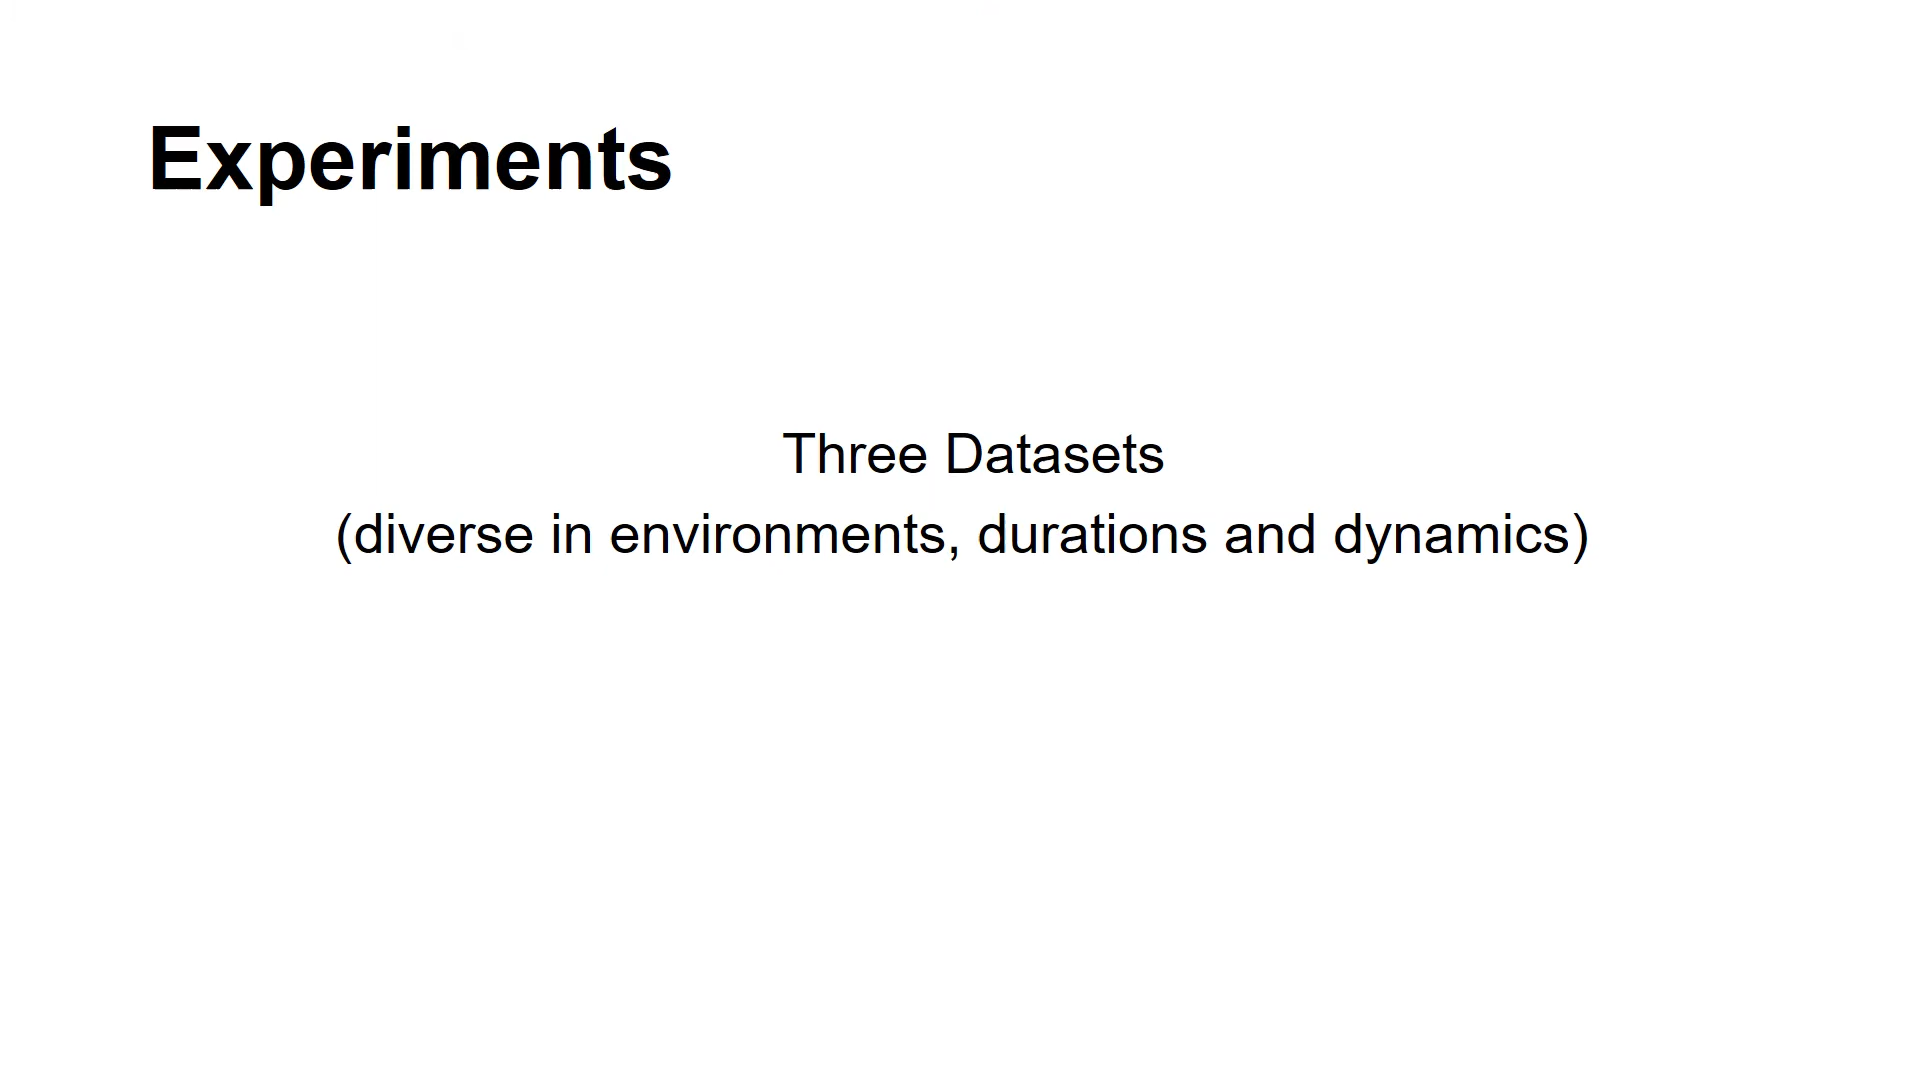 Experiments
Three Datasets
(diverse in environments, durations and dynamics)